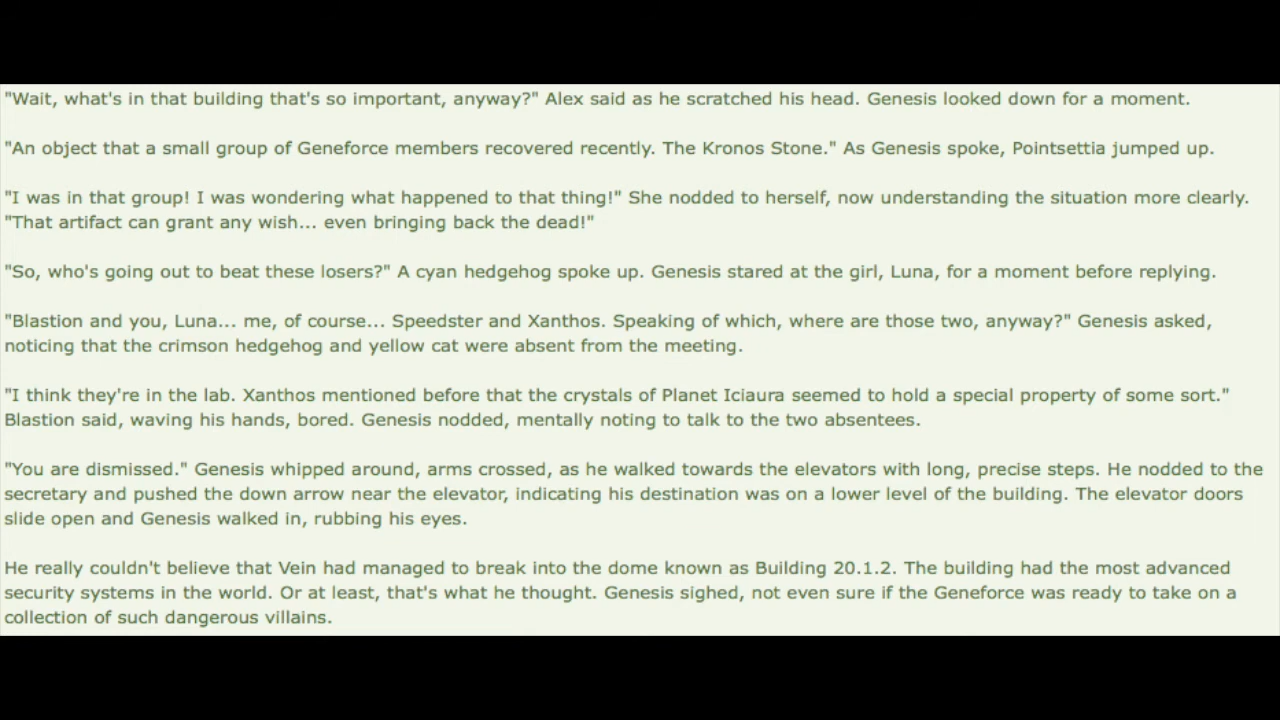 "Wait, what's in that building that's so important, anyway?" Alex said as he scratched his head. Genesis looked down for a moment.
"An object that a small group of Geneforce members recovered recently. The Kronos Stone." As Genesis spoke, Pointsettia jumped up.
"I was in that group! I was wondering what happened to that thing!" She nodded to herself, now understanding the situation more clearly.
"That artifact can grant any wish... even bringing back the dead!"
"So, who's going out to beat these losers?" A cyan hedgehog spoke up. Genesis stared at the girl, Luna, for a moment before replying.
"Blastion and you, Luna... me, of course... Speedster and Xanthos. Speaking of which, where are those two, anyway?" Genesis asked,
noticing that the crimson hedgehog and yellow cat were absent from the meeting.
"I think they're in the lab. Xanthos mentioned before that the crystals of Planet Iciaura seemed to hold a special property of some sort."
Blastion said, waving his hands, bored. Genesis nodded, mentally noting to talk to the two absentees.
"You are dismissed." Genesis whipped around, arms crossed, as he walked towards the elevators with long, precise steps. He nodded to the
secretary and pushed the down arrow near the elevator, indicating his destination was on a lower level of the building. The elevator doors
slide open and Genesis walked in, rubbing his eyes.
He really couldn't believe that Vein had managed to break into the dome known as Building 20.1.2. The building had the most advanced
security systems in the world. Or at least, that's what he thought. Genesis sighed, not even sure if the Geneforce was ready to take on a
collection of such dangerous villains.